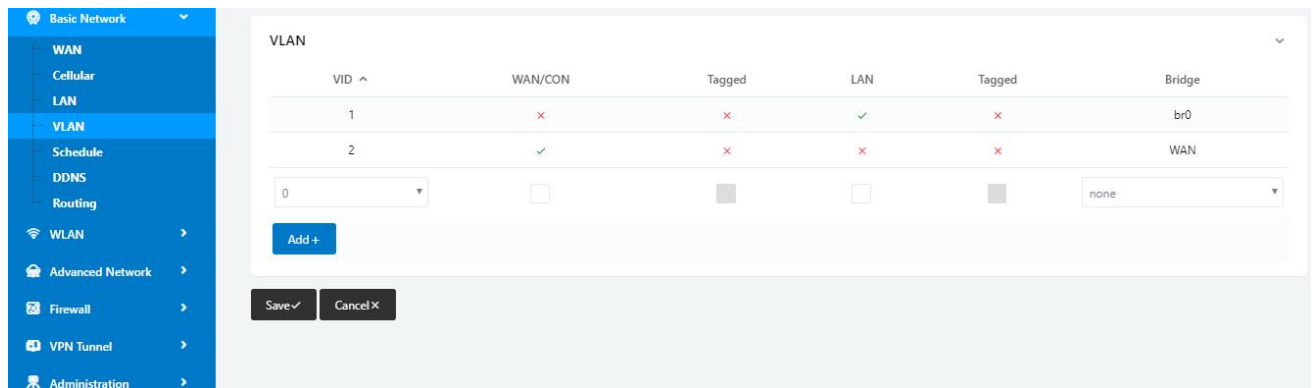 Basic Network
WAN
Cellular
LAN
VLAN
Schedule
DDNS
Routing
WLAN
Advanced Network
Firewall
VPN Tunnel
Administration
VLAN
VID WAN/CON Tagged LAN Tagged Bridge
1 br0
2 WAN
0 none
Add +
Save Cancel